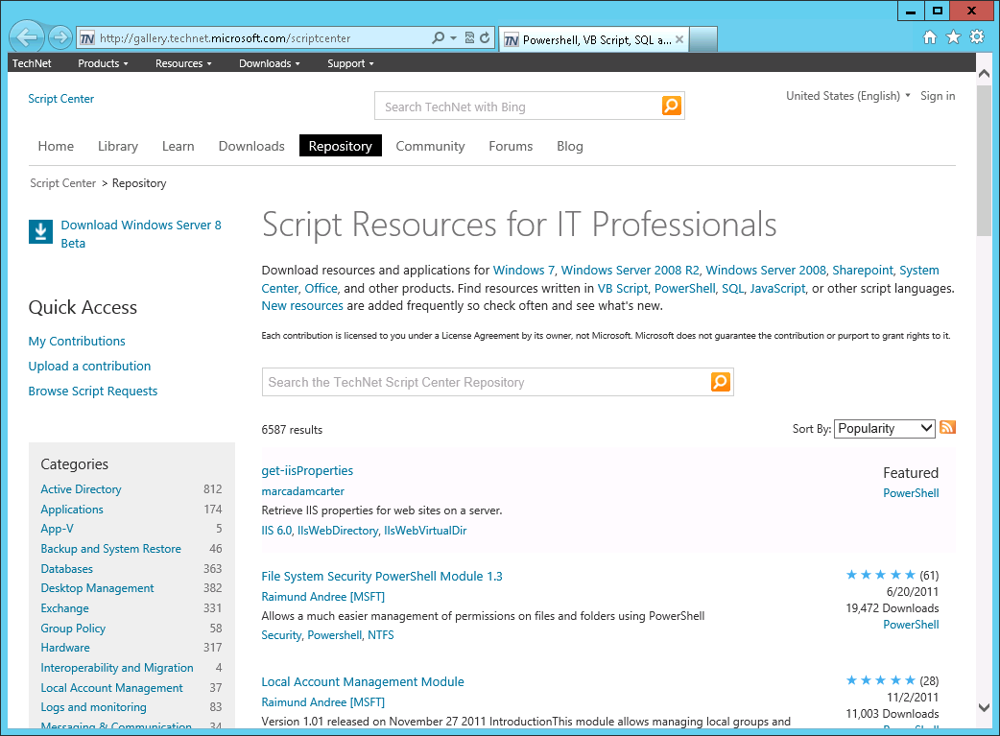 http://gallery.technet.microsoft.com/scriptcenter
Powershell, VB Script, SQL a...
TechNet Products Resources Downloads Support
Script Center
Search TechNet with Bing
United States (English) Sign in
Home Library Learn Downloads Repository Community Forums Blog
Script Center > Repository
Download Windows Server 8
Beta
Quick Access
My Contributions
Upload a contribution
Browse Script Requests
Categories
Active Directory 812
Applications 174
App-V 5
Backup and System Restore 46
Databases 363
Desktop Management 382
Exchange 331
Group Policy 58
Hardware 317
Interoperability and Migration 4
Local Account Management 37
Logs and monitoring 83
Messaging & Communication 34
Script Resources for IT Professionals
Download resources and applications for Windows 7, Windows Server 2008 R2, Windows Server 2008, Sharepoint, System
Center, Office, and other products. Find resources written in VB Script, PowerShell, SQL, JavaScript, or other script languages.
New resources are added frequently so check often and see what's new.
Each contribution is licensed to you under a License Agreement by its owner, not Microsoft. Microsoft does not guarantee the contribution or purport to grant rights to it.
Search the TechNet Script Center Repository
6587 results
Sort By: Popularity
get-iisProperties
marcadamcarter
Retrieve IIS properties for web sites on a server.
IIS 6.0, IIsWebDirectory, IIsWebVirtualDir
Featured
PowerShell
File System Security PowerShell Module 1.3
Raimund Andree [MSFT]
Allows a much easier management of permissions on files and folders using PowerShell
Security, Powershell, NTFS
(61)
6/20/2011
19,472 Downloads
PowerShell
Local Account Management Module
Raimund Andree [MSFT]
Version 1.01 released on November 27 2011 IntroductionThis module allows managing local groups and
(28)
11/2/2011
11,003 Downloads
PowerShell